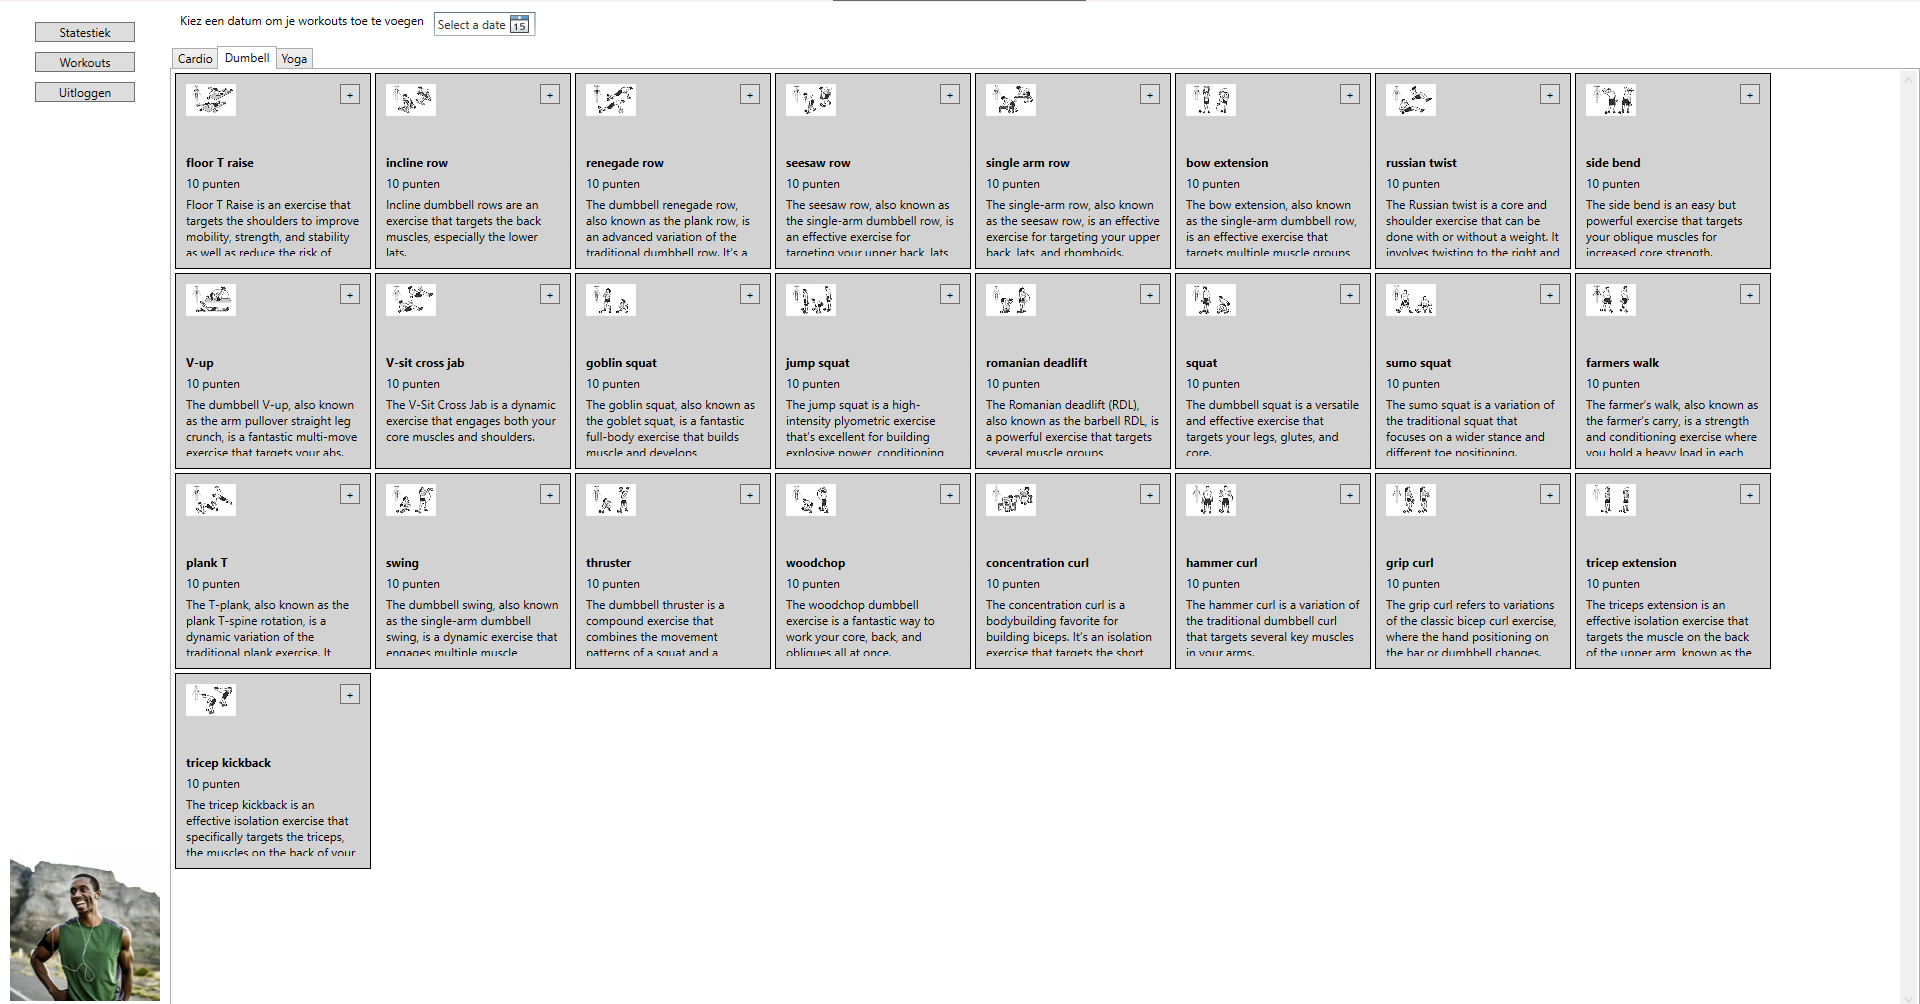 Statestiek
Workouts
Uitloggen
Kiez een datum om je workouts toe te voegen
Select a date
15
Cardio
Dumbell
Yoga
+
floor T raise
10 punten
Floor T Raise is an exercise that
targets the shoulders to improve
mobility, strength, and stability
as well as reduce the risk of
+
incline row
10 punten
Incline dumbbell rows are an
exercise that targets the back
muscles, especially the lower
lats.
+
renegade row
10 punten
The dumbbell renegade row,
also known as the plank row, is
an advanced variation of the
traditional dumbbell row. It's a
+
seesaw row
10 punten
The seesaw row, also known as
the single-arm dumbbell row, is
an effective exercise for
targeting your upper back, lats
+
single arm row
10 punten
The single-arm row, also known
as the seesaw row, is an effective
exercise for targeting your upper
back, lats, and rhomboids.
+
bow extension
10 punten
The bow extension, also known
as the single-arm dumbbell row,
is an effective exercise that
targets multiple muscle groups
+
russian twist
10 punten
The Russian twist is a core and
shoulder exercise that can be
done with or without a weight. It
involves twisting to the right and
+
side bend
10 punten
The side bend is an easy but
powerful exercise that targets
your oblique muscles for
increased core strength.
+
V-up
10 punten
The dumbbell V-up, also known
as the arm pullover straight leg
crunch, is a fantastic multi-move
exercise that targets your abs.
+
V-sit cross jab
10 punten
The V-Sit Cross Jab is a dynamic
exercise that engages both your
core muscles and shoulders.
+
goblin squat
10 punten
The goblin squat, also known as
the goblet squat, is a fantastic
full-body exercise that builds
muscle and develops
+
jump squat
10 punten
The jump squat is a high-
intensity plyometric exercise
that's excellent for building
explosive power, conditioning
+
romanian deadlift
10 punten
The Romanian deadlift (RDL),
also known as the barbell RDL, is
a powerful exercise that targets
several muscle groups
+
squat
10 punten
The dumbbell squat is a versatile
and effective exercise that
targets your legs, glutes, and
core.
+
sumo squat
10 punten
The sumo squat is a variation of
the traditional squat that
focuses on a wider stance and
different toe positioning.
+
farmers walk
10 punten
The farmer's walk, also known as
the farmer's carry, is a strength
and conditioning exercise where
you hold a heavy load in each
+
plank T
10 punten
The T-plank, also known as the
plank T-spine rotation, is a
dynamic variation of the
traditional plank exercise. It
+
swing
10 punten
The dumbbell swing, also known
as the single-arm dumbbell
swing, is a dynamic exercise that
engages multiple muscle
+
thruster
10 punten
The dumbbell thruster is a
compound exercise that
combines the movement
patterns of a squat and a
+
woodchop
10 punten
The woodchop dumbbell
exercise is a fantastic way to
work your core, back, and
obliques all at once.
+
concentration curl
10 punten
The concentration curl is a
bodybuilding favorite for
building biceps. It's an isolation
exercise that targets the short
+
hammer curl
10 punten
The hammer curl is a variation of
the traditional dumbbell curl
that targets several key muscles
in your arms.
+
grip curl
10 punten
The grip curl refers to variations
of the classic bicep curl exercise,
where the hand positioning on
the bar or dumbbell changes.
+
tricep extension
10 punten
The triceps extension is an
effective isolation exercise that
targets the muscle on the back
of the upper arm, known as the
+
tricep kickback
10 punten
The tricep kickback is an
effective isolation exercise that
specifically targets the triceps,
the muscles on the back of your